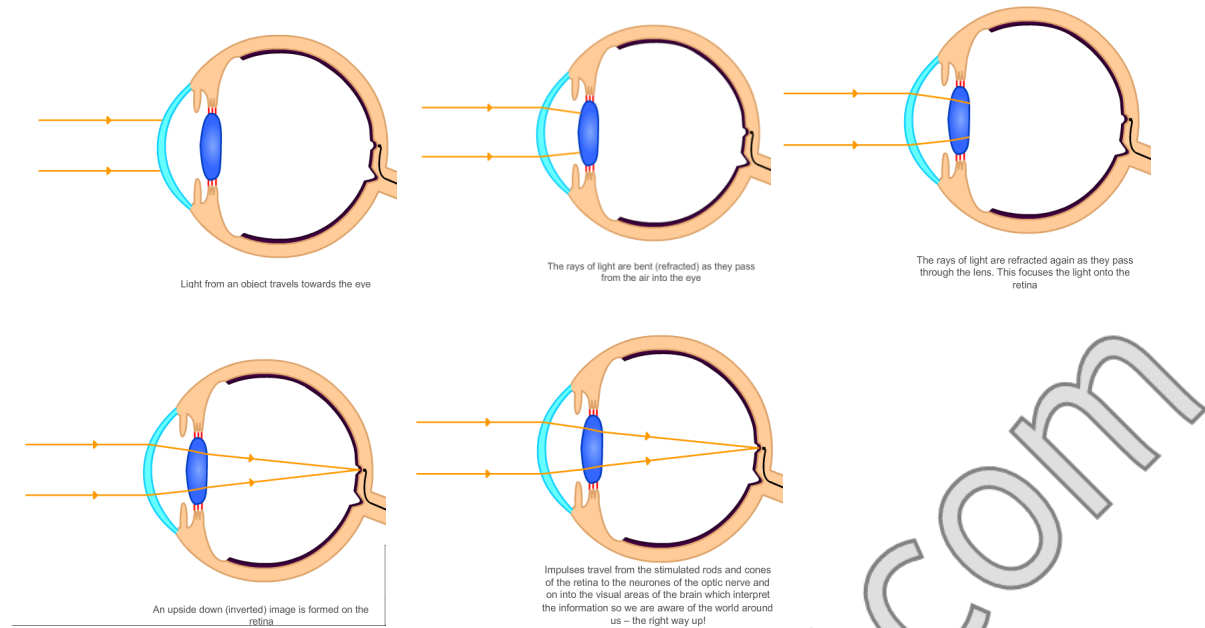 Light from an object travels towards the eye
The rays of light are bent (refracted) as they pass
from the air into the eye
The rays of light are refracted again as they pass
through the lens. This focuses the light onto the
retina
An upside down (inverted) image is formed on the
retina
Impulses travel from the stimulated rods and cones
of the retina to the neurones of the optic nerve and
on into the visual areas of the brain which interpret
the information so we are aware of the world around
us – the right way up!
com